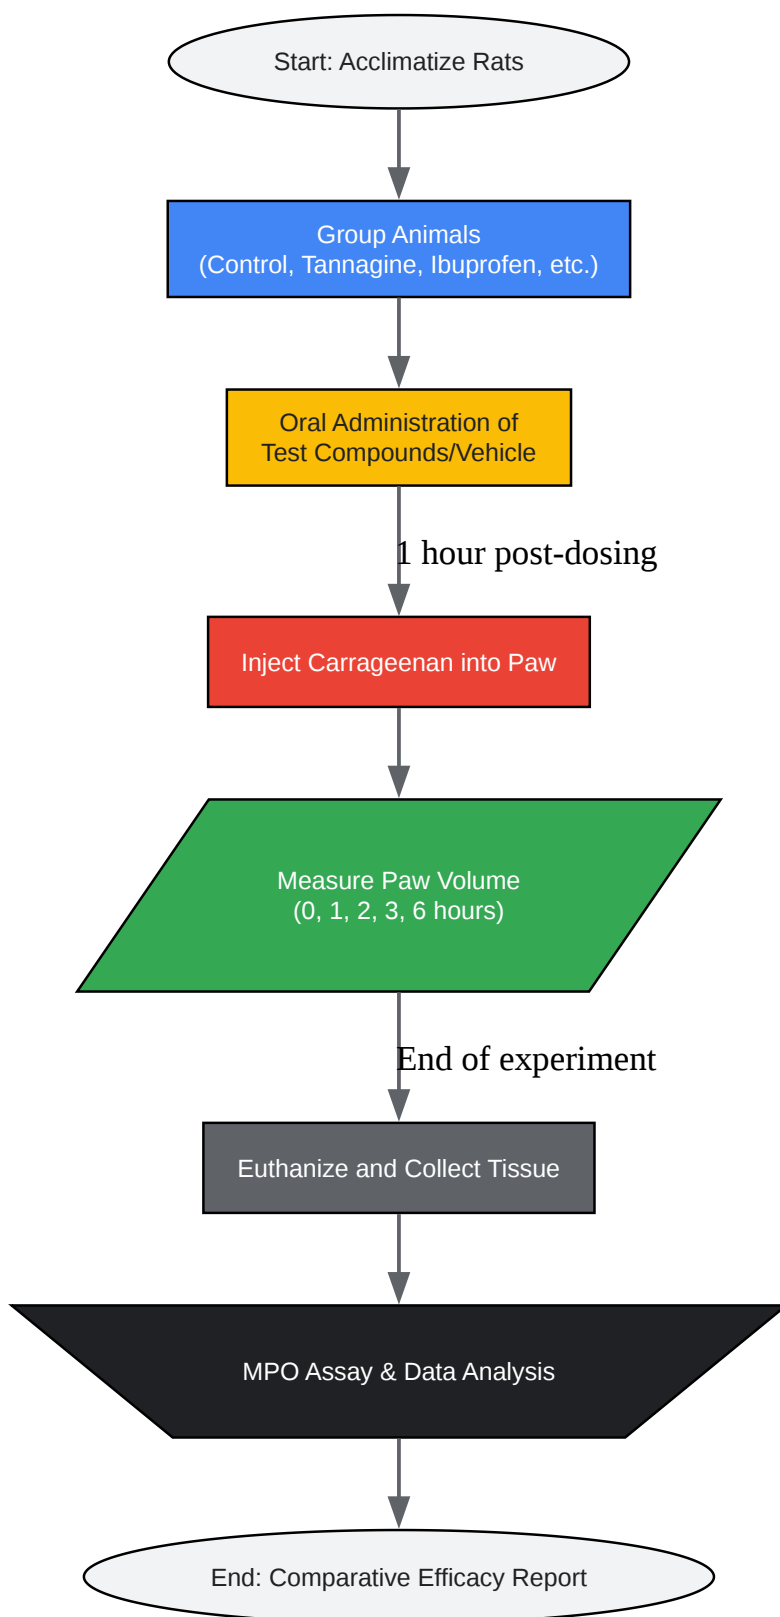 Start: Acclimatize Rats
Group Animals
(Control, Tannagine, Ibuprofen, etc.)
Oral Administration of
Test Compounds/Vehicle
1 hour post-dosing
Inject Carrageenan into Paw
Measure Paw Volume
(0, 1, 2, 3, 6 hours)
End of experiment
Euthanize and Collect Tissue
MPO Assay & Data Analysis
End: Comparative Efficacy Report